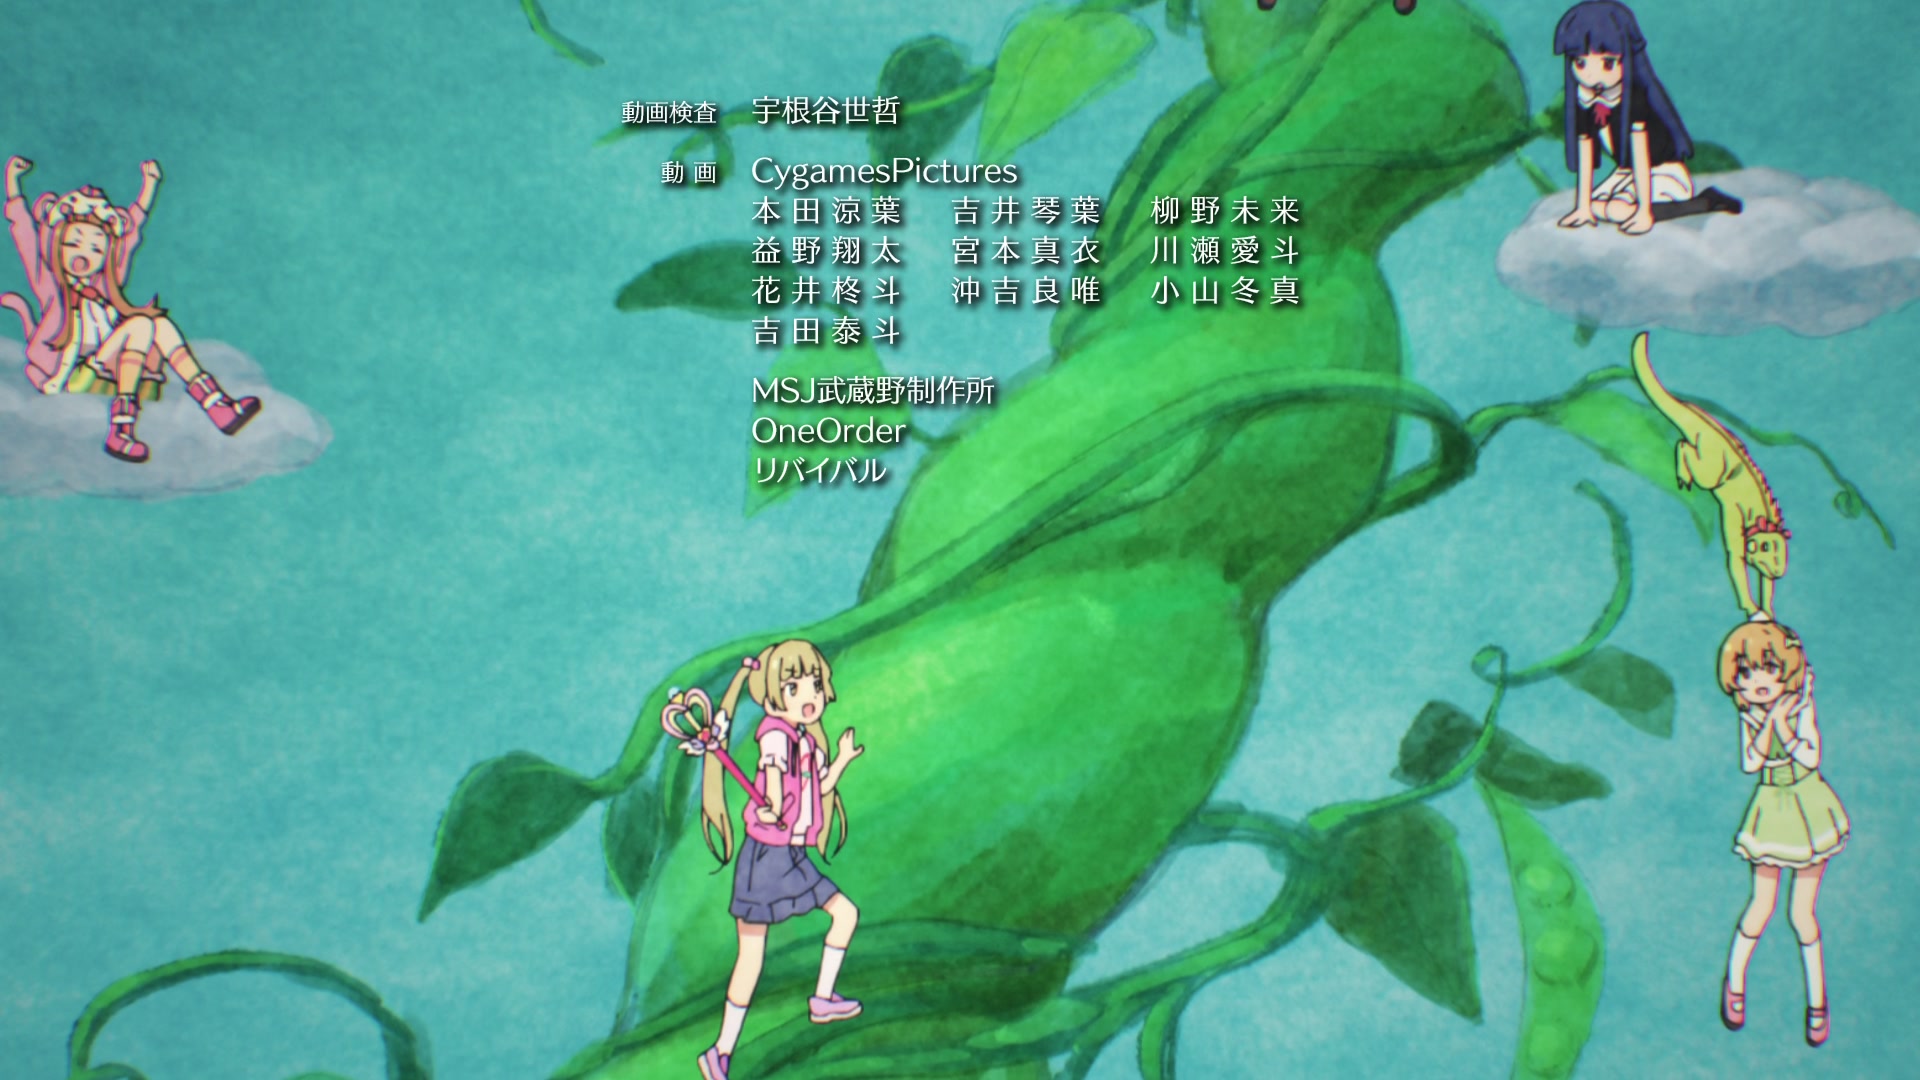 動画検査 宇根谷世哲
動画 CygamesPictures
本田涼葉 吉井琴葉 柳野未来
益野翔太 宮本真衣 川瀬愛斗
花井柊斗 沖吉良唯 小山冬真
吉田泰斗
MSJ武蔵野制作所
OneOrder
リバイバル